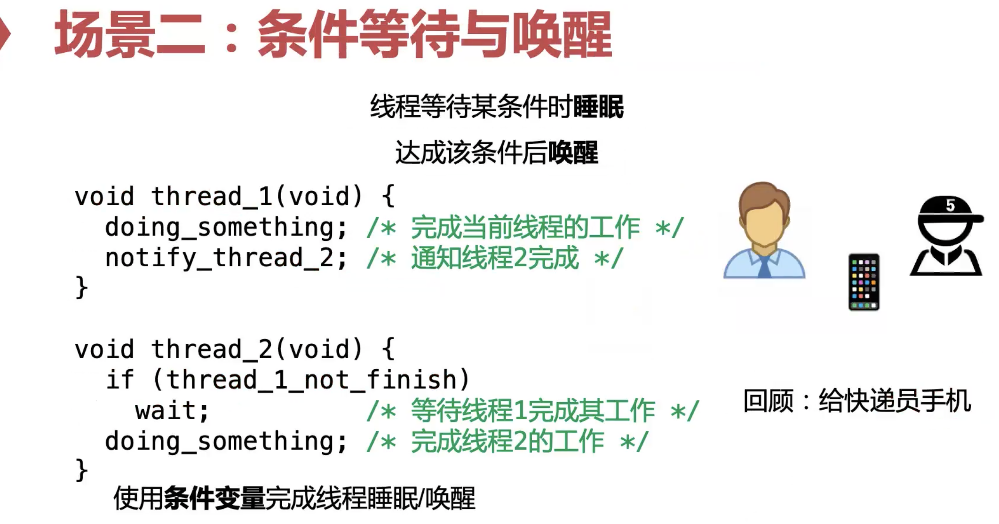 场景二：条件等待与唤醒
线程等待某条件时睡眠
达成该条件后唤醒
void thread_1(void) {
doing_something; /* 完成当前线程的工作 */
notify_thread_2; /* 通知线程2完成 */
}
5
void thread_2(void) {
if (thread_1_not_finish)
wait; /* 等待线程1完成其工作 */
doing_something; /* 完成线程2的工作 */
}
回顾：给快递员手机
使用条件变量完成线程睡眠/唤醒